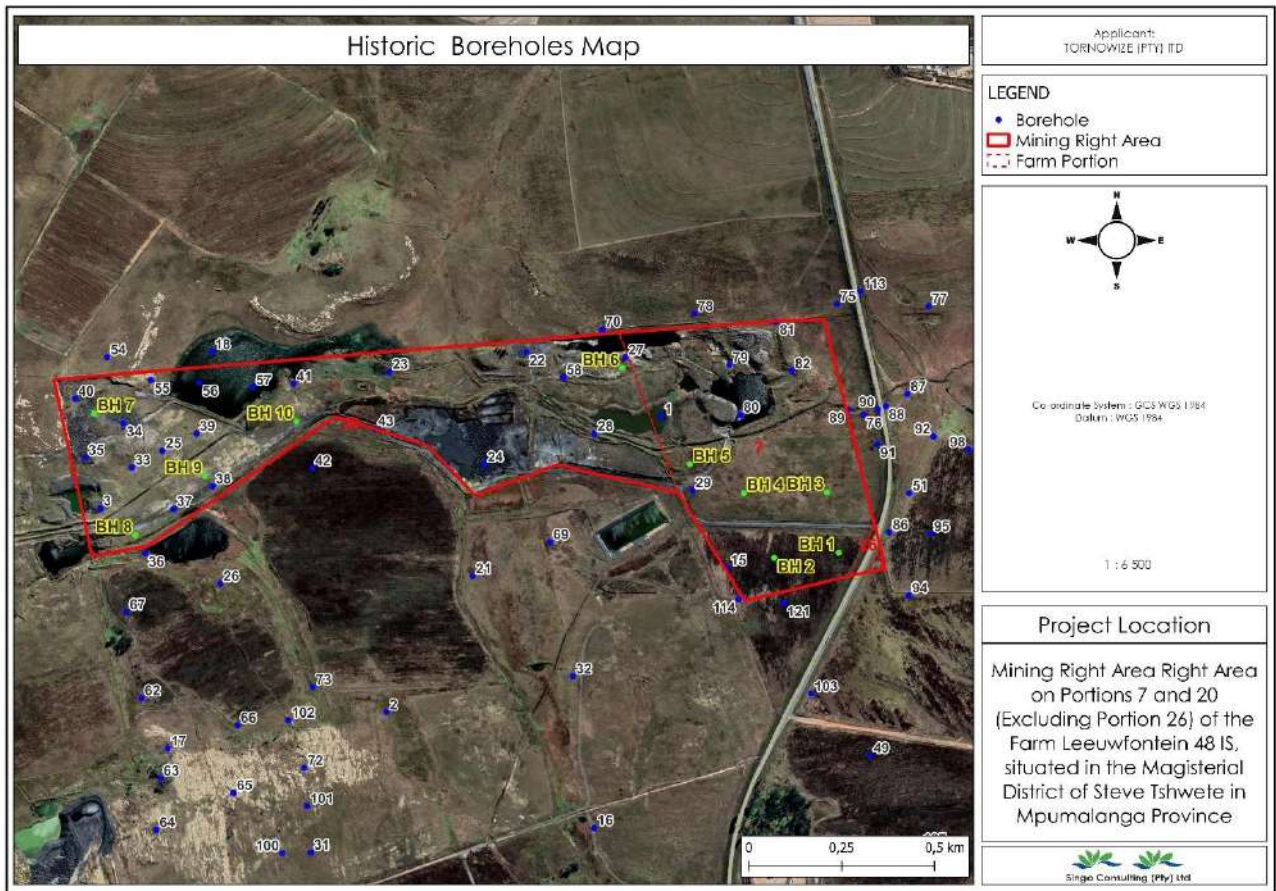 Historic Boreholes Map
Applicant:
TORNOWIZE (PTY) lTD
LEGEND
Borehole
Mining Right Area
Farm Portion
N
W E
S
Co-ordinate System : GCS WGS 1984
Datum : WGS 1984
1 : 6 500
Project Location
Mining Right Area Right Area
on Portions 7 and 20
(Excluding Portion 26) of the
Farm Leeuwfontein 48 IS,
situated in the Magisterial
District of Steve Tshwete in
Mpumalanga Province
Singo Consulting (Pty) Ltd
113
75
77
78
70
81
54
18
22
27
79
82
23
58
BH 6
55
56
57
41
87
40
BH 7
34
BH 10
43
1
80
89
90
88
76
39
28
92
91
98
25
35
33
42
24
BH 5
?
BH 9
38
29
BH 4
BH 3
51
3
37
BH 8
36
69
86
95
BH 1
BH 2
15
21
26
94
67
114
121
32
73
62
102
2
103
66
17
63
72
49
65
101
64
16
100
31
0 0,25 0,5 km